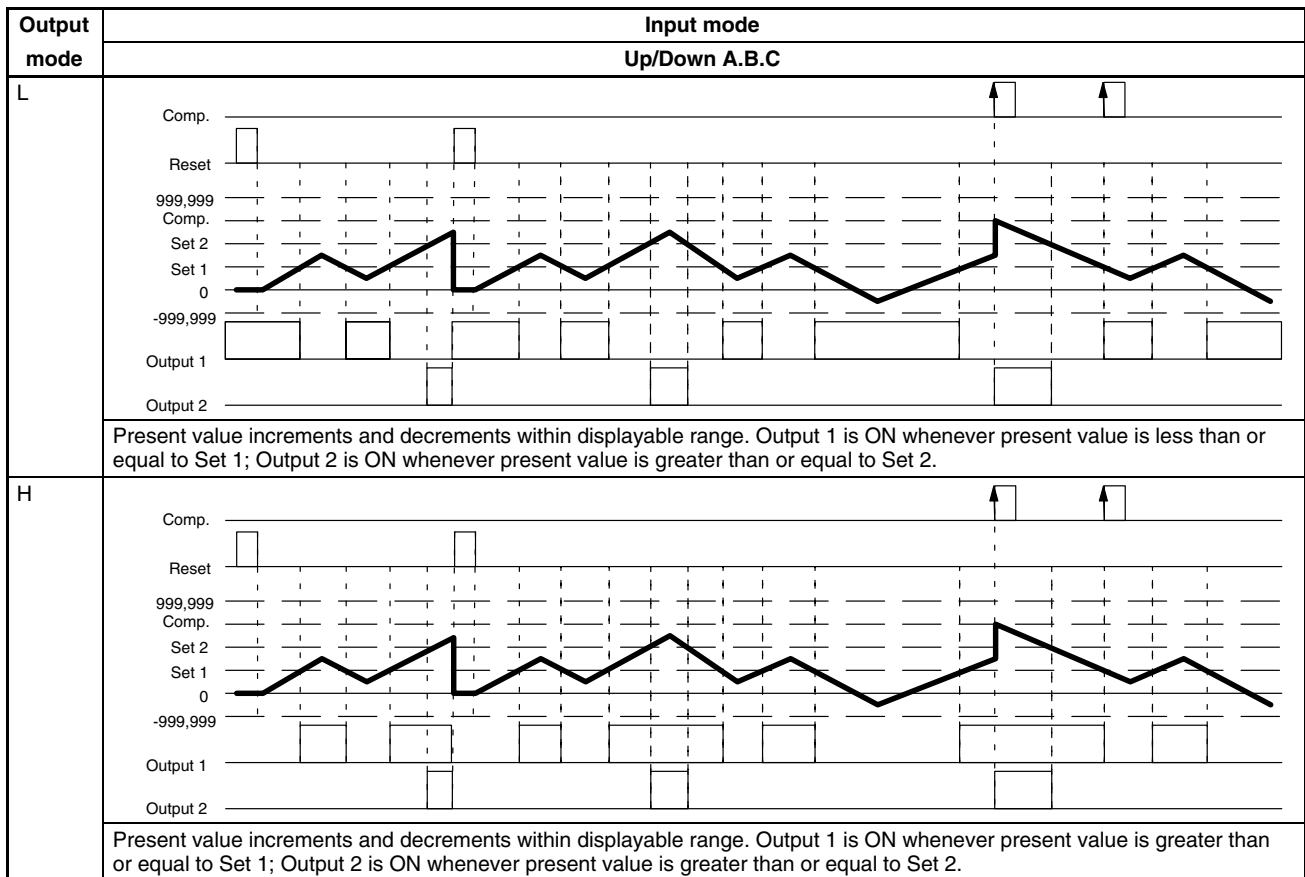 Output mode
Input mode
Up/Down A.B.C
L
Comp.
Reset
999,999
Comp.
Set 2
Set 1
0
-999,999
Output 1
Output 2
Present value increments and decrements within displayable range. Output 1 is ON whenever present value is less than or
equal to Set 1; Output 2 is ON whenever present value is greater than or equal to Set 2.
H
Comp.
Reset
999,999
Comp.
Set 2
Set 1
0
-999,999
Output 1
Output 2
Present value increments and decrements within displayable range. Output 1 is ON whenever present value is greater than
or equal to Set 1; Output 2 is ON whenever present value is greater than or equal to Set 2.